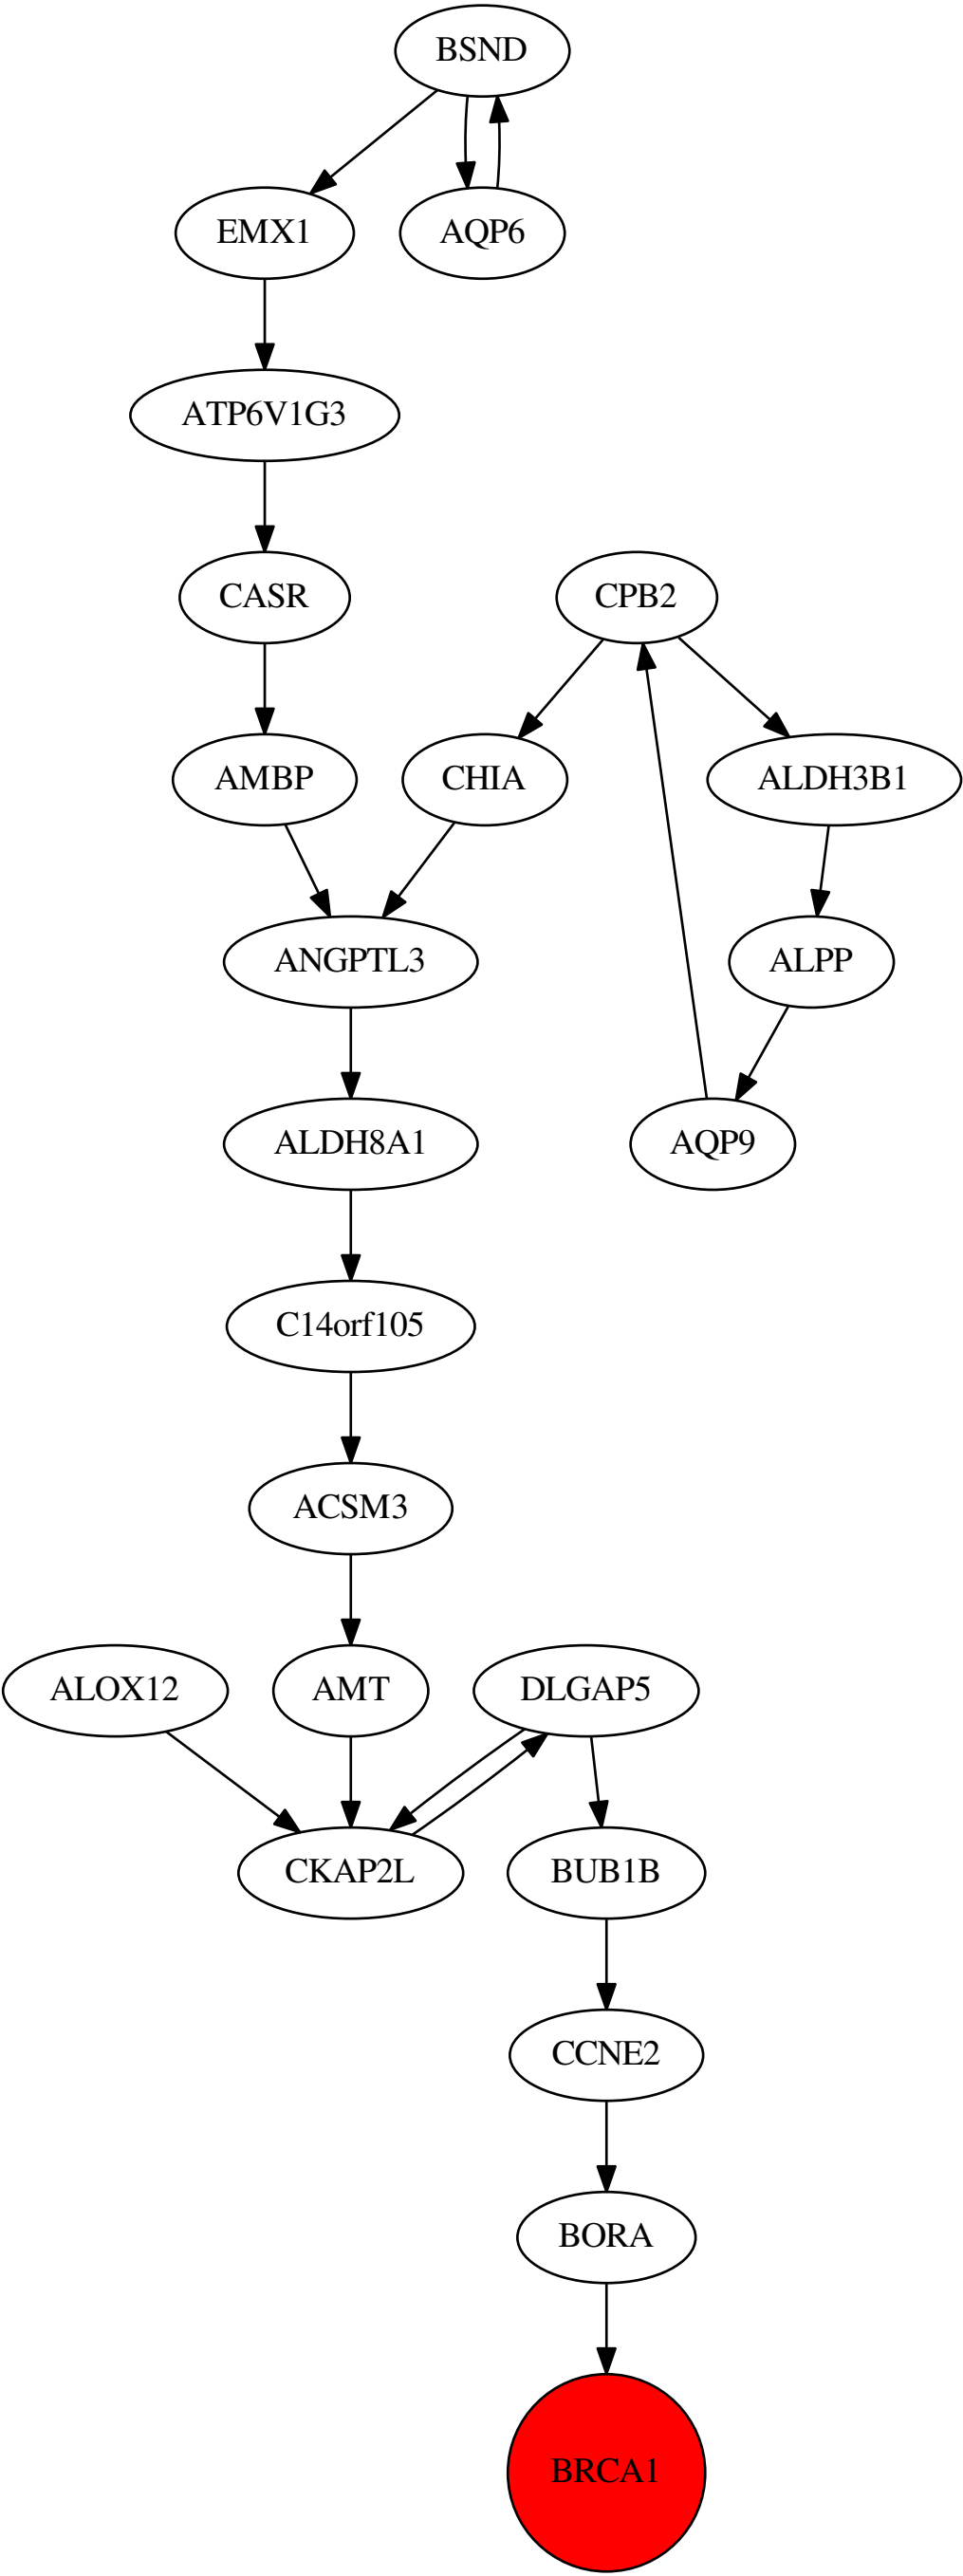 BSND
EMX1
AQP6
ATP6V1G3
CASR
CPB2
AMBP
CHIA
ALDH3B1
ANGPTL3
ALPP
ALDH8A1
AQP9
C14orf105
ACSM3
ALOX12
AMT
DLGAP5
CKAP2L
BUB1B
CCNE2
BORA
BRCA1